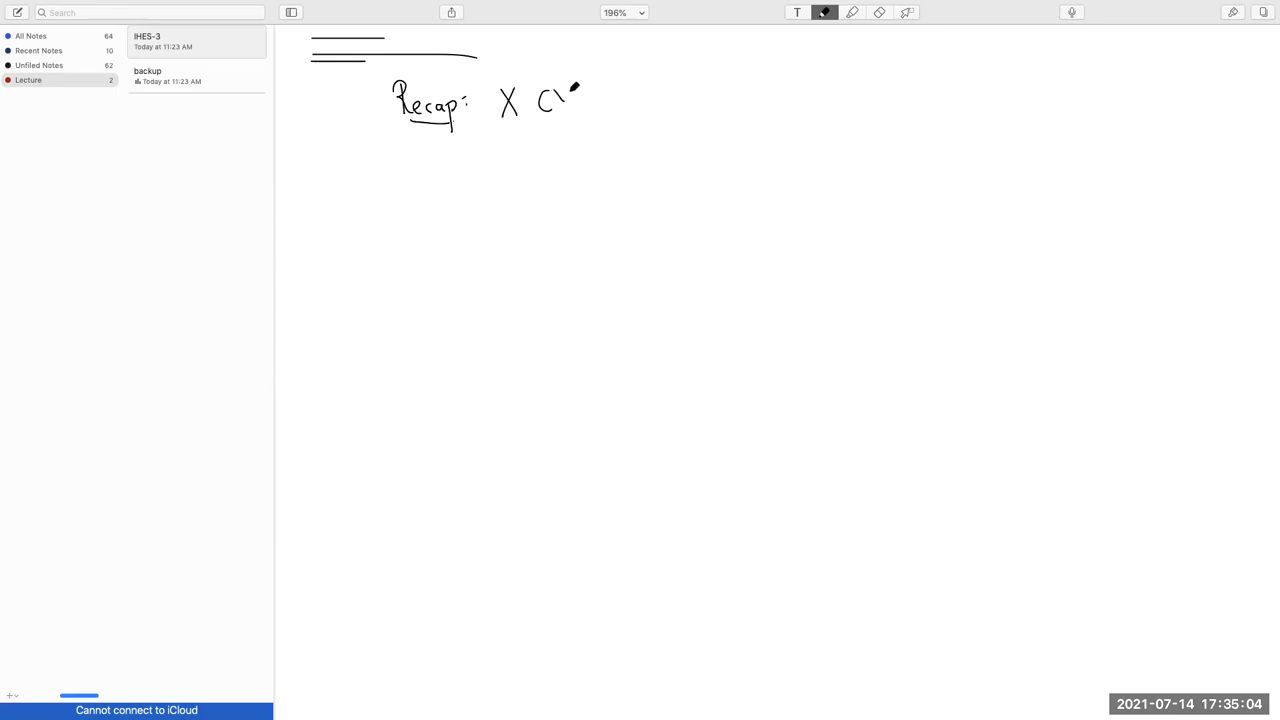 Search
196%
T
All Notes 64
Recent Notes 10
Unfiled Notes 62
Lecture 2
IHES-3
Today at 11:23 AM
backup
Today at 11:23 AM
Recap: X
Cannot connect to iCloud
2021-07-14 17:35:04